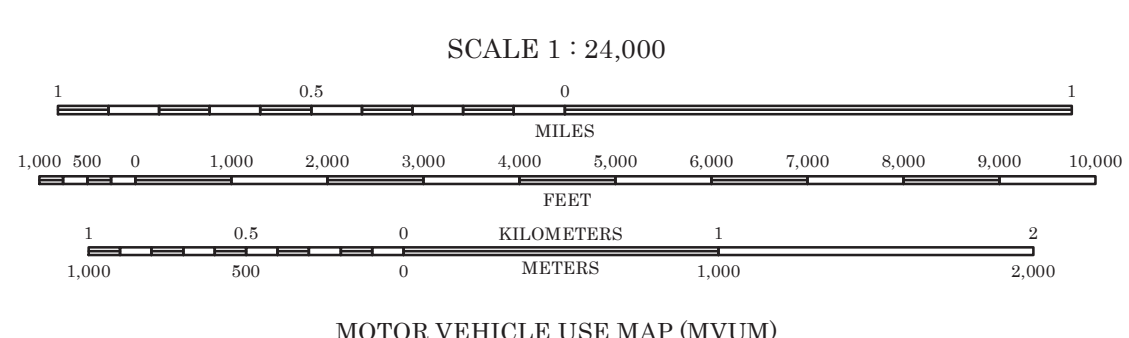 SCALE 1 : 24,000
1 0.5 0 1
MILES
1,000 500 0 1,000 2,000 3,000 4,000 5,000 6,000 7,000 8,000 9,000 10,000
FEET
1 0.5 0 KILOMETERS 1 2
1,000 500 0 METERS 1,000 2,000
MOTOR VEHICLE USE MAP (MVUM)